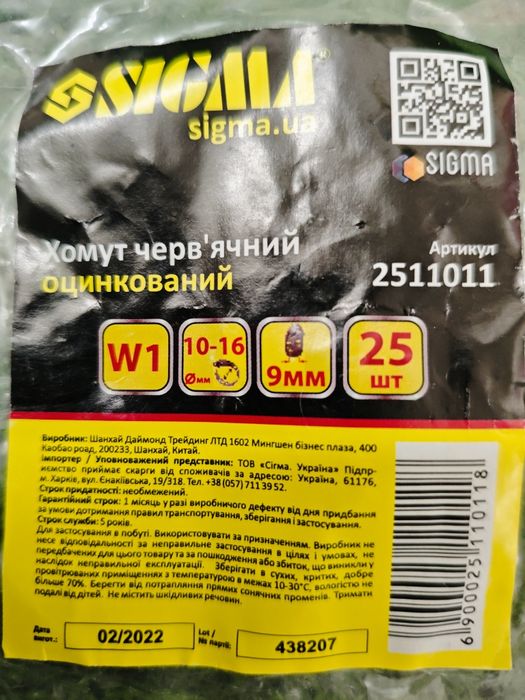 SIGMA®
sigma.ua
SIGMA
Хомут черв'ячний
оцинкований
Артикул
2511011
W1
10-16
Ø мм
9мм
25
шт
Виробник: Шанхай Даймонд Трейдинг ЛТД 1602 Мингшен бізнес плаза, 400
Каобао роад, 200233, Шанхай, Китай.
Імпортер / Уповноважений представник: ТОВ «Сігма. Україна» Підпри-
ємство приймає скарги від споживачів за адресою: Україна, 61176,
м. Харків, вул. Єнакіївська, 19/318. Тел. +38 (057) 711 39 52.
Строк придатності: необмежений.
Гарантійний строк: 1 місяць у разі виробничого дефекту від дня придбання
за умови дотримання правил транспортування, зберігання і застосування.
Строк служби: 5 років.
Для застосування в побуті. Використовувати за призначенням. Виробник не
несе відповідальності за неправильне застосування в цілях і умовах, не
передбачених для цього товару та за пошкодження або збиток, що виникли у
наслідок неправильної експлуатації. Зберігати в сухих, критих, добре
провітрюваних приміщеннях з температурою в межах 10-30°С, вологістю не
більше 70%. Берегти від потрапляння прямих сонячних променів. Тримати
подалі від дітей. Не містить шкідливих речовин.
6 900025 110118
Дата
вигот.:
02/2022
Lot /
№ партії:
438207